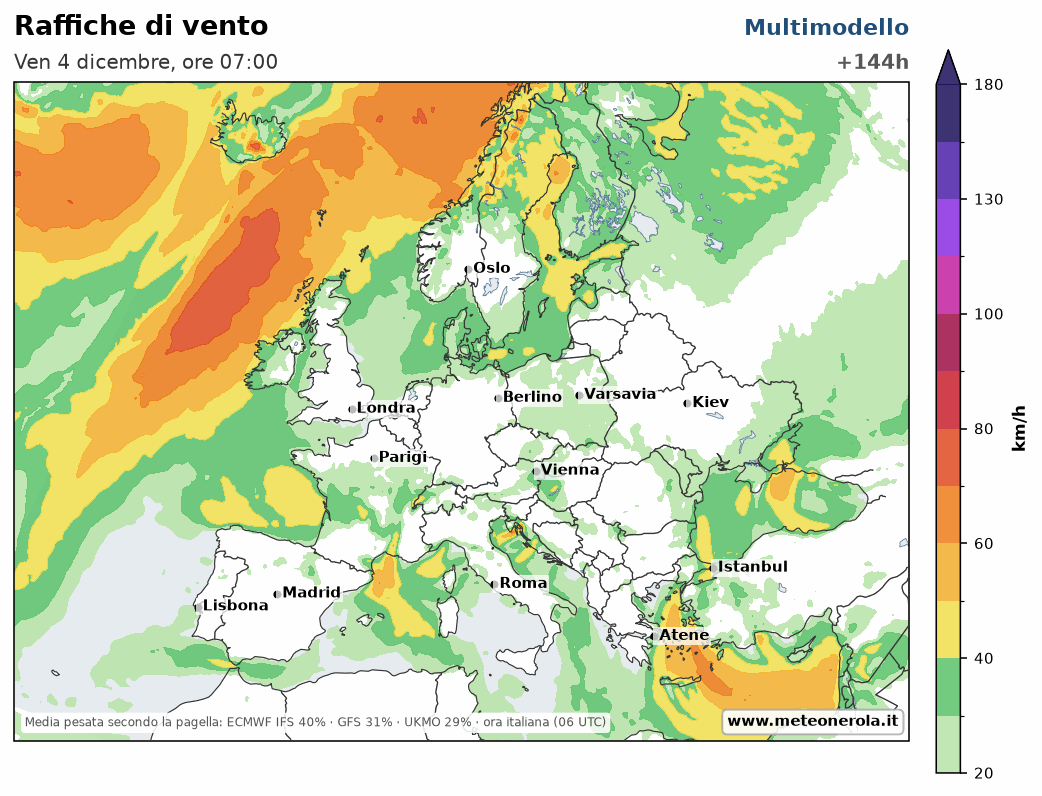 Raffiche di vento
Multimodello
Ven 4 dicembre, ore 07:00
+144h
180
130
100
80
60
40
20
km/h
Oslo
Berlino
Varsavia
Kiev
Londra
Parigi
Vienna
Istanbul
Roma
Madrid
Lisbona
Atene
Media pesata secondo la pagella: ECMWF IFS 40% · GFS 31% · UKMO 29% · ora italiana (06 UTC)
www.meteonerola.it